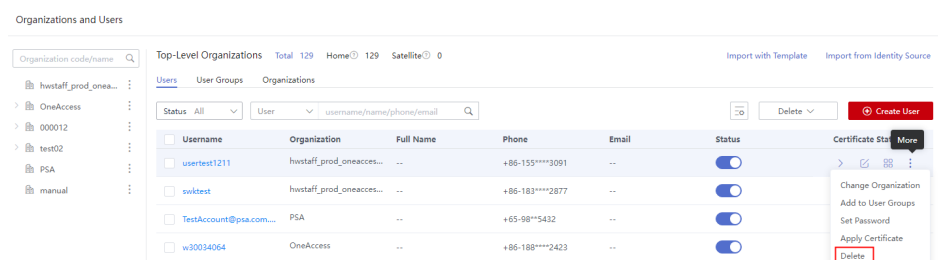 Organizations and Users
Organization code/name
hwstaff_prod_onea...
OneAccess
000012
test02
PSA
manual
Top-Level Organizations Total 129 Home 129 Satellite 0
Import with Template Import from Identity Source
Users User Groups Organizations
Status All User username/name/phone/email Delete Create User
Username Organization Full Name Phone Email Status Certificate Stat
More
usertest1211 hwstaff_prod_oneacces... -- +86-155****3091 --
swktest hwstaff_prod_oneacces... -- +86-183****2877 --
TestAccount@psa.com.... PSA -- +65-98**5432 --
w30034064 OneAccess -- +86-188****2423 --
Change Organization
Add to User Groups
Set Password
Apply Certificate
Delete